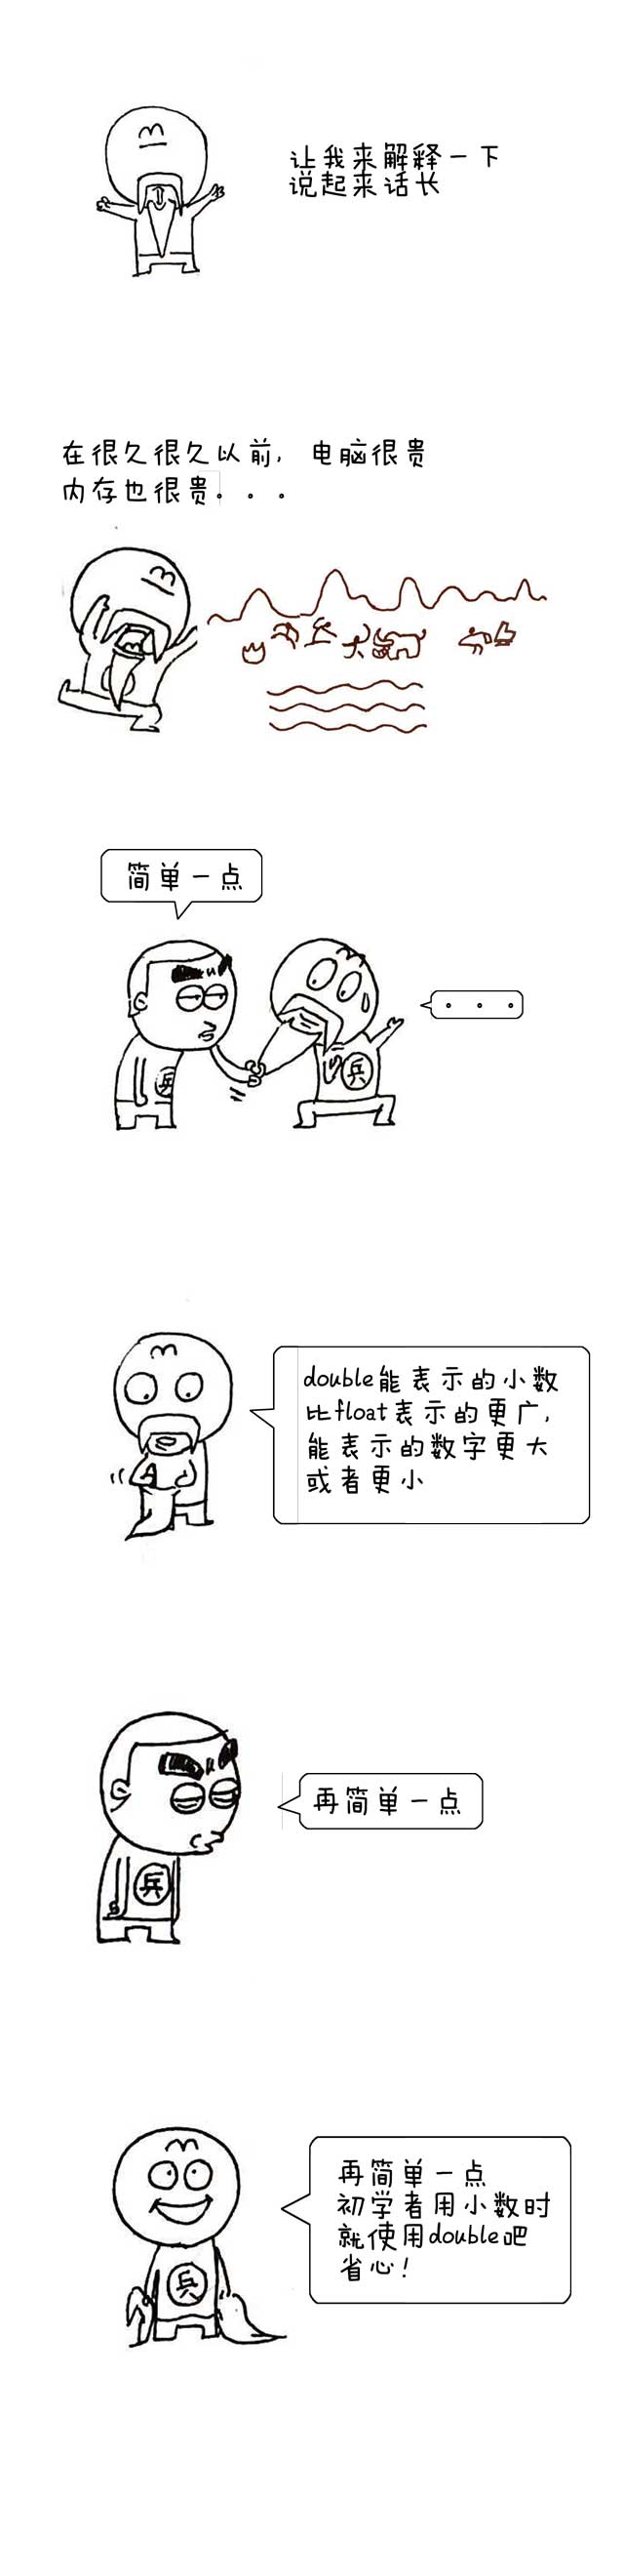 让我来解释一下
说起来话长
在很久很久以前, 电脑很贵
内存也很贵。。。
简单一点
兵
。。。
兵
double能表示的小数
比float表示的更广,
能表示的数字更大
或者更小
再简单一点
兵
再简单一点
初学者用小数时
就使用double吧
省心!
兵